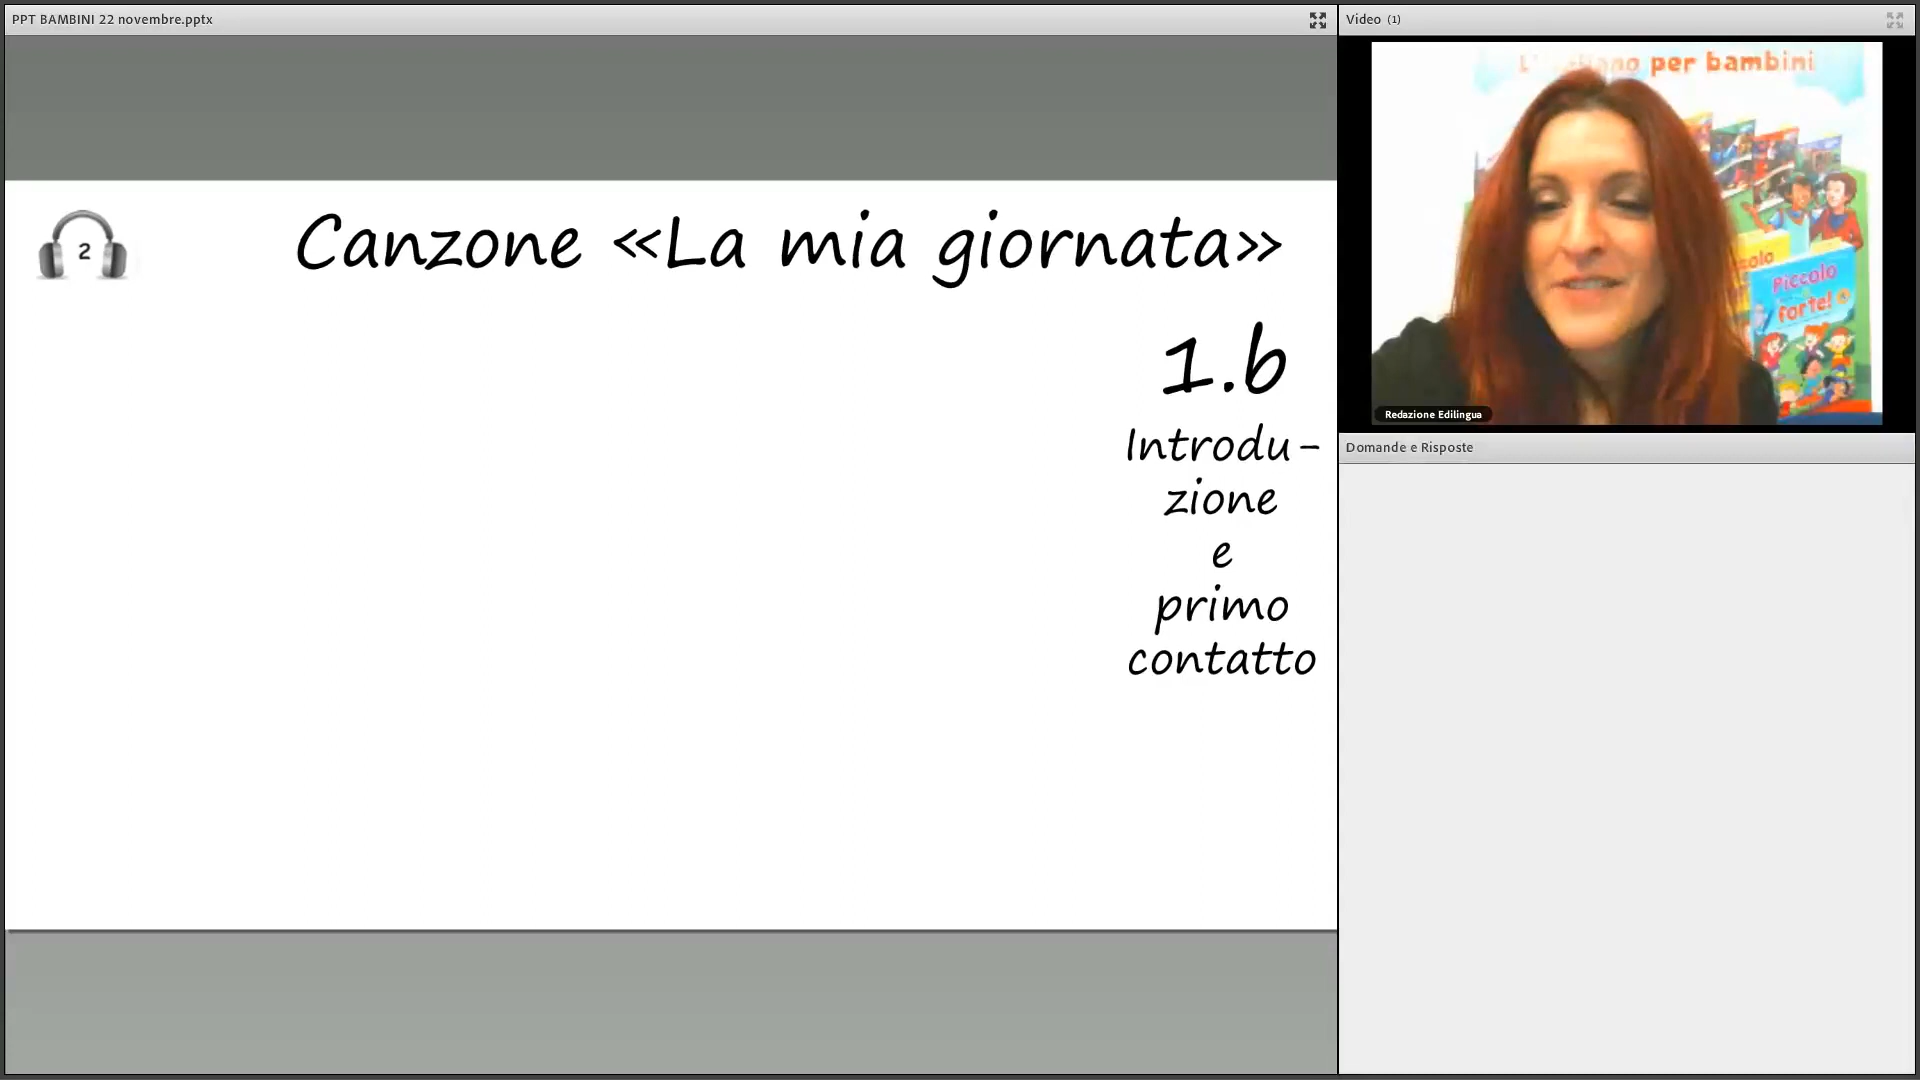 PPT BAMBINI 22 novembre.pptx
Video (1)
2
Canzone «La mia giornata»
1.b
Introdu-
zione
e
primo
contatto
per bambini
Piccolo
forte!
Redazione Edilingua
Domande e Risposte